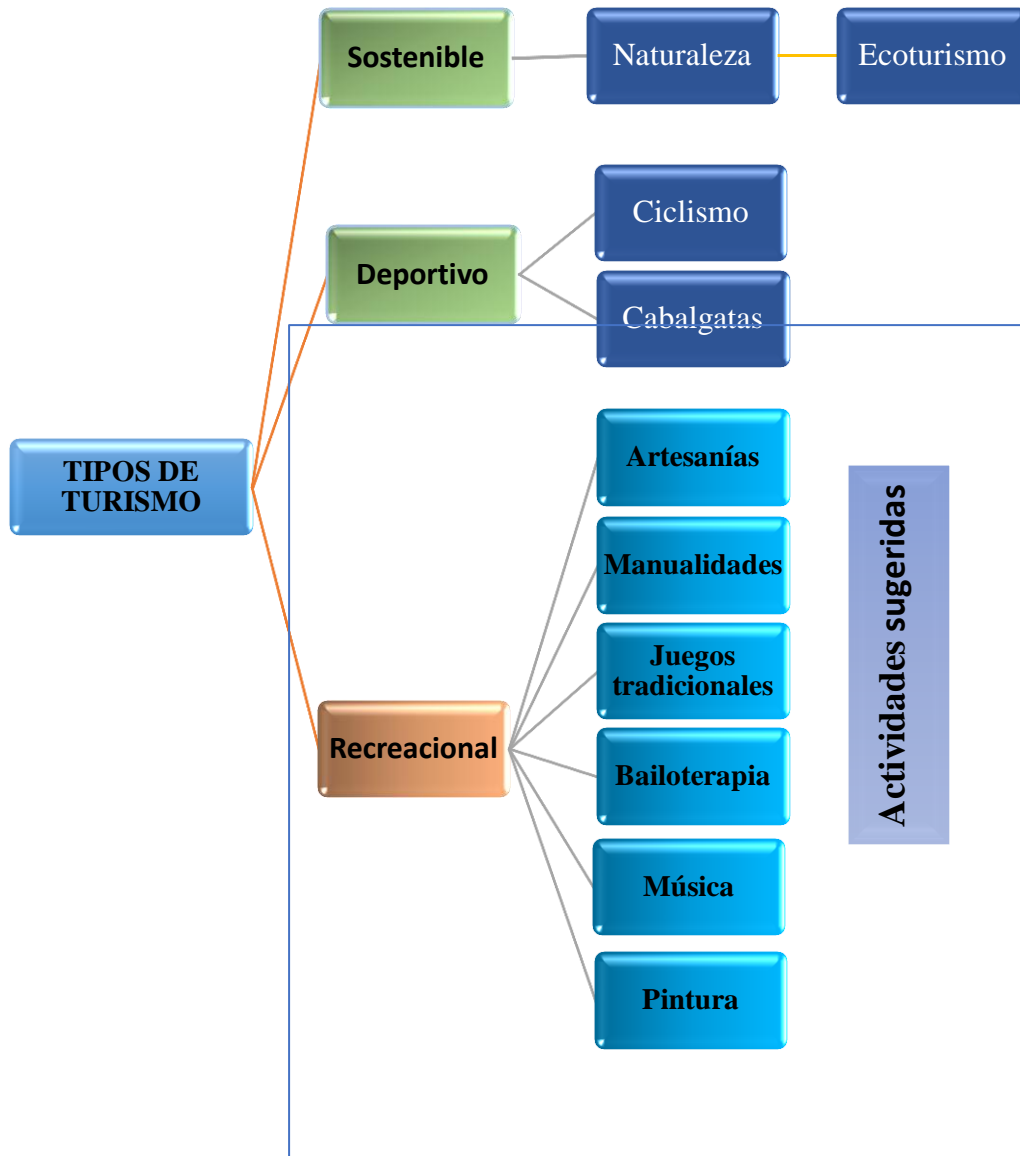 Sostenible
Naturaleza
Ecoturismo
Deportivo
Ciclismo
Cabalgatas
TIPOS DE
TURISMO
Recreacional
Artesanías
Manualidades
Juegos
tradicionales
Bailoterapia
Música
Pintura
Actividades sugeridas